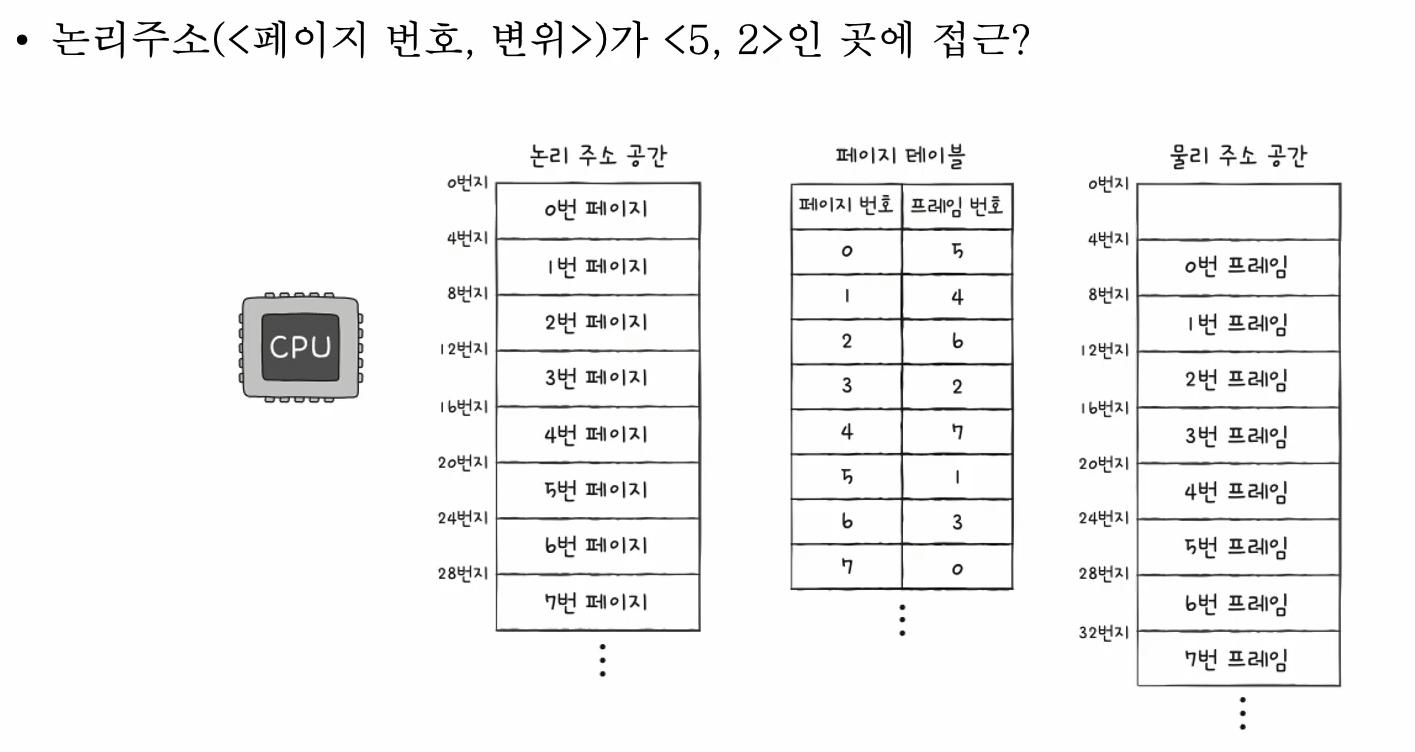 • 논리주소(<페이지 번호, 변위>)가 <5, 2>인 곳에 접근?
CPU
논리 주소 공간
0번지
0번 페이지
4번지
1번 페이지
8번지
2번 페이지
12번지
3번 페이지
16번지
4번 페이지
20번지
5번 페이지
24번지
6번 페이지
28번지
7번 페이지
페이지 테이블
페이지 번호 프레임 번호
0 5
1 4
2 6
3 2
4 7
5 1
6 3
7 0
물리 주소 공간
0번지
4번지
0번 프레임
8번지
1번 프레임
12번지
2번 프레임
16번지
3번 프레임
20번지
4번 프레임
24번지
5번 프레임
28번지
6번 프레임
32번지
7번 프레임